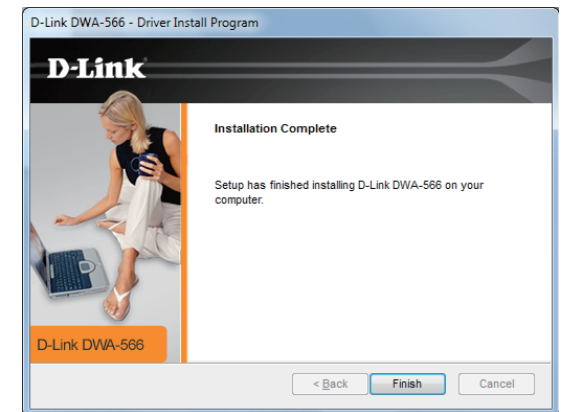 D-Link DWA-566 - Driver Install Program
D-Link
Installation Complete
Setup has finished installing D-Link DWA-566 on your
computer.
D-Link DWA-566
< Back
Finish
Cancel